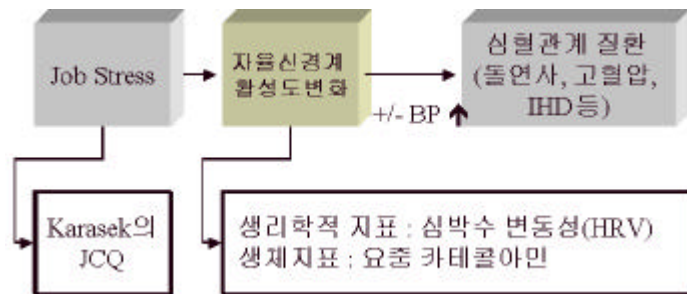 Job Stress
자율신경계
활성도변화
+/- BP
심혈관계 질환
(돌연사, 고혈압,
IHD등)
Karasek의
JCQ
생리학적 지표 : 심박수 변동성(HRV)
생체지표 : 요중 카테콜아민